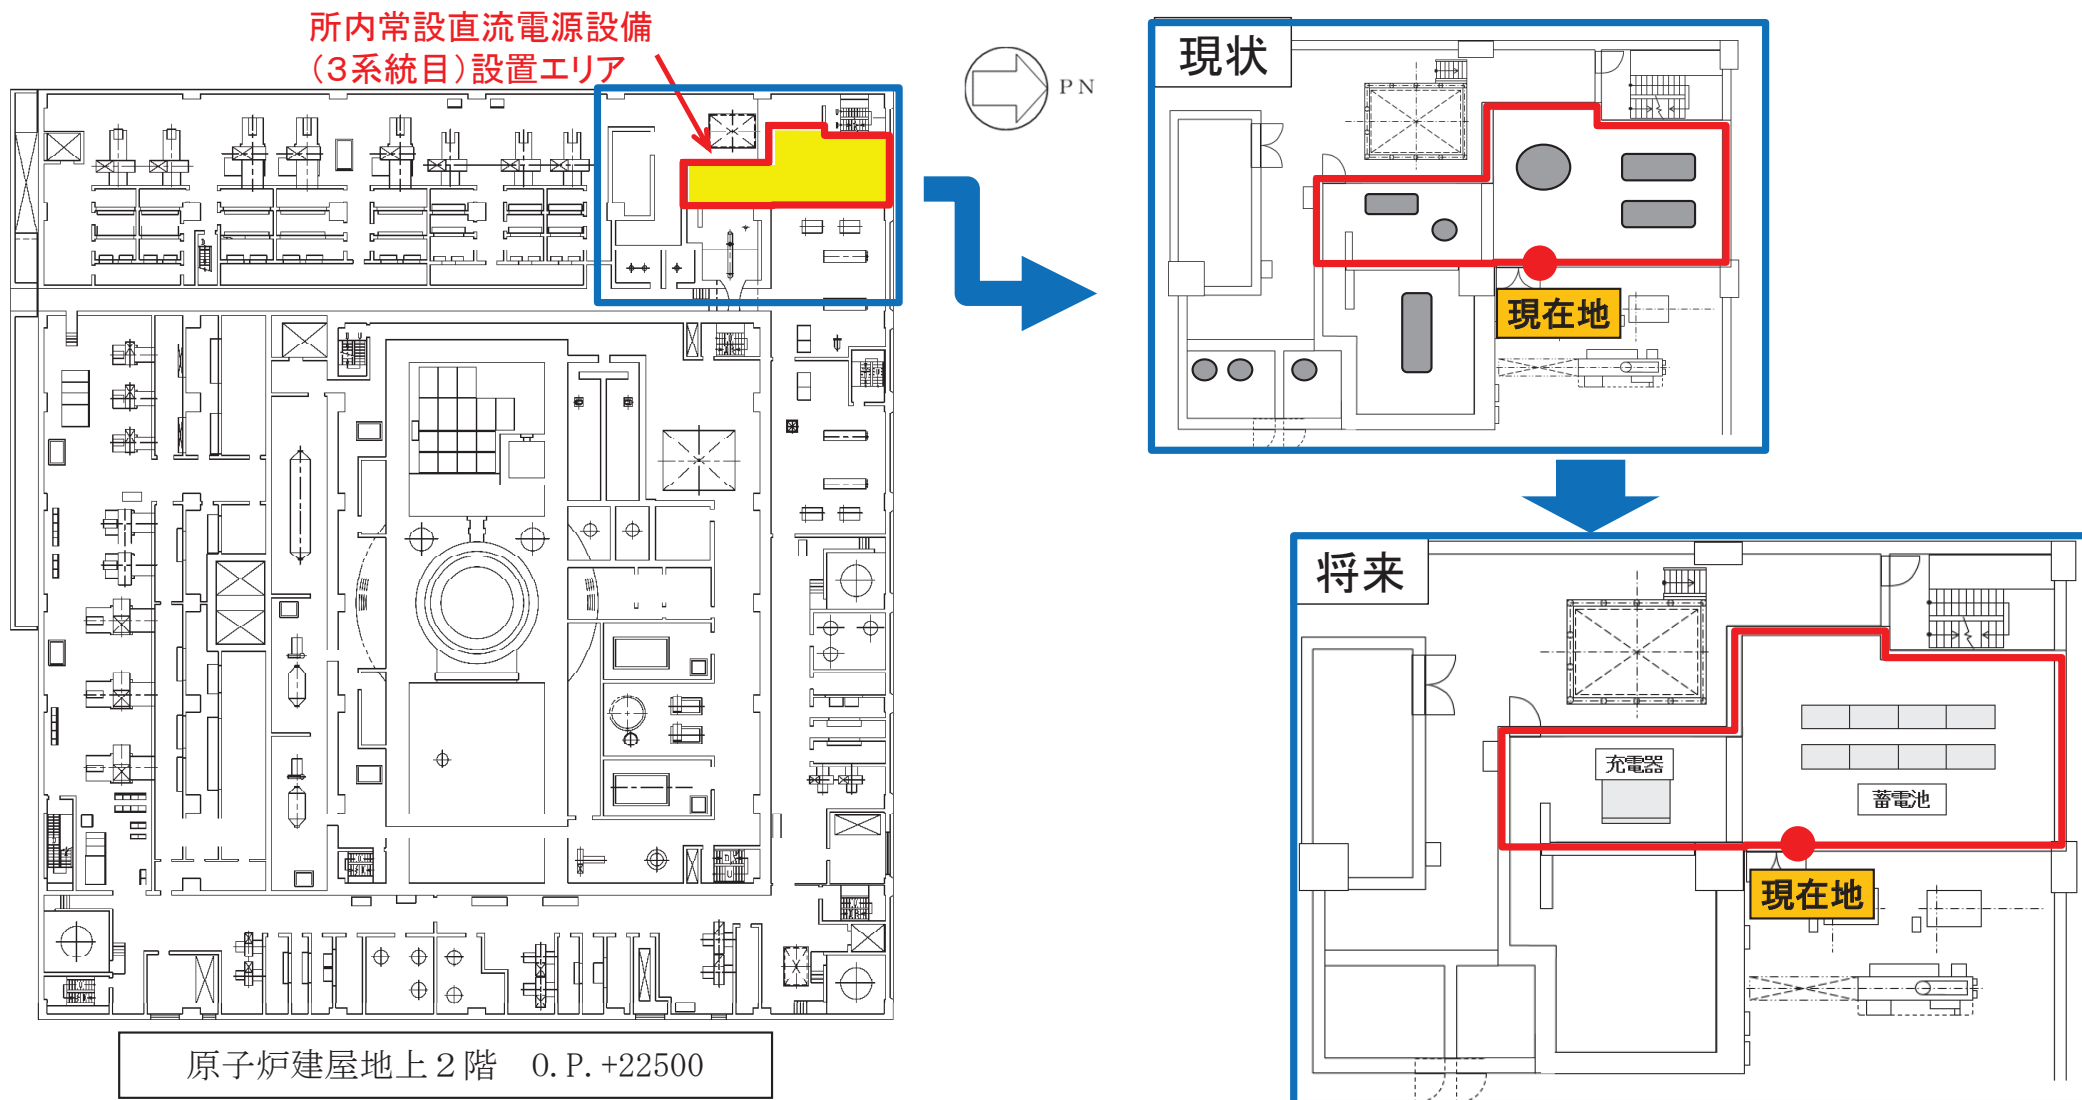 所内常設直流電源設備
（３系統目）設置エリア
PN
現状
現在地
将来
充電器
蓄電池
現在地
原子炉建屋地上２階　O.P.+22500